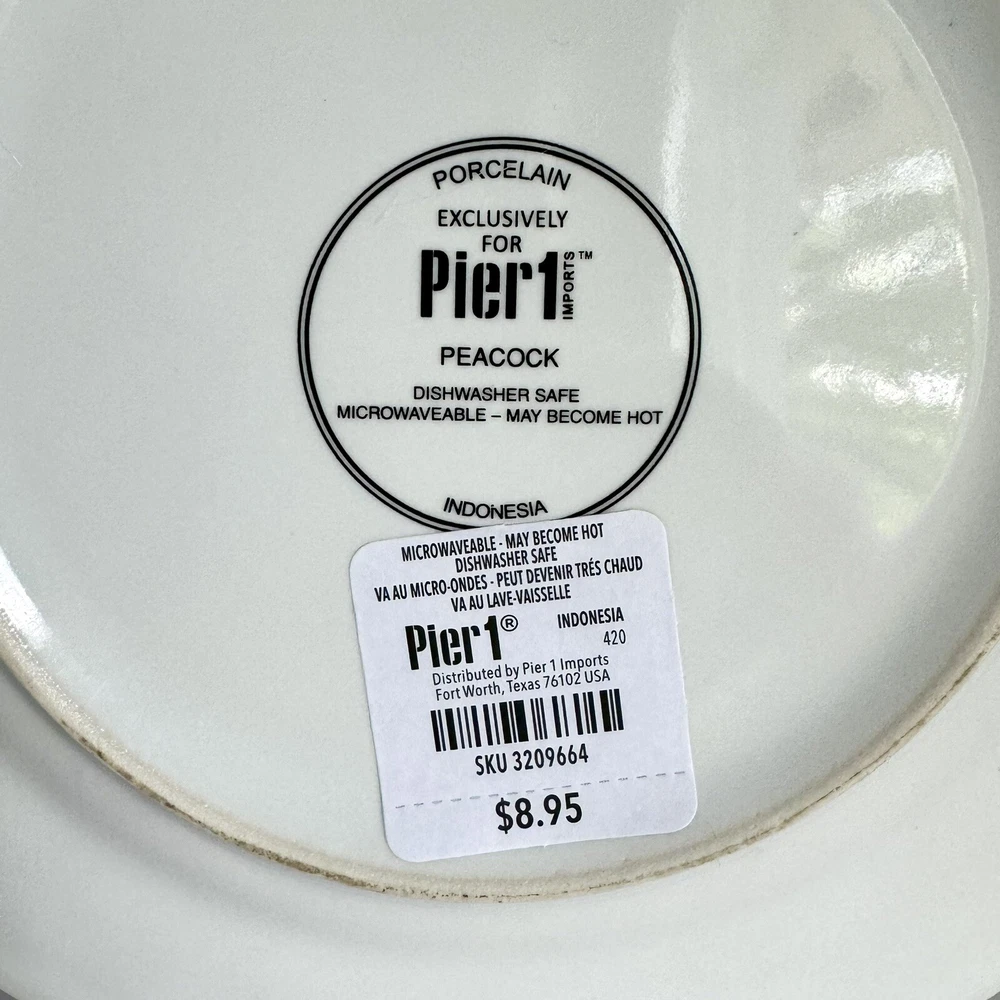 PORCELAIN
EXCLUSIVELY
FOR
Pier1 IMPORTS™
PEACOCK
DISHWASHER SAFE
MICROWAVEABLE – MAY BECOME HOT
INDONESIA
MICROWAVEABLE - MAY BECOME HOT
DISHWASHER SAFE
VA AU MICRO-ONDES - PEUT DEVENIR TRÉS CHAUD
VA AU LAVE-VAISSELLE
Pier1® INDONESIA
420
Distributed by Pier 1 Imports
Fort Worth, Texas 76102 USA
SKU 3209664
$8.95